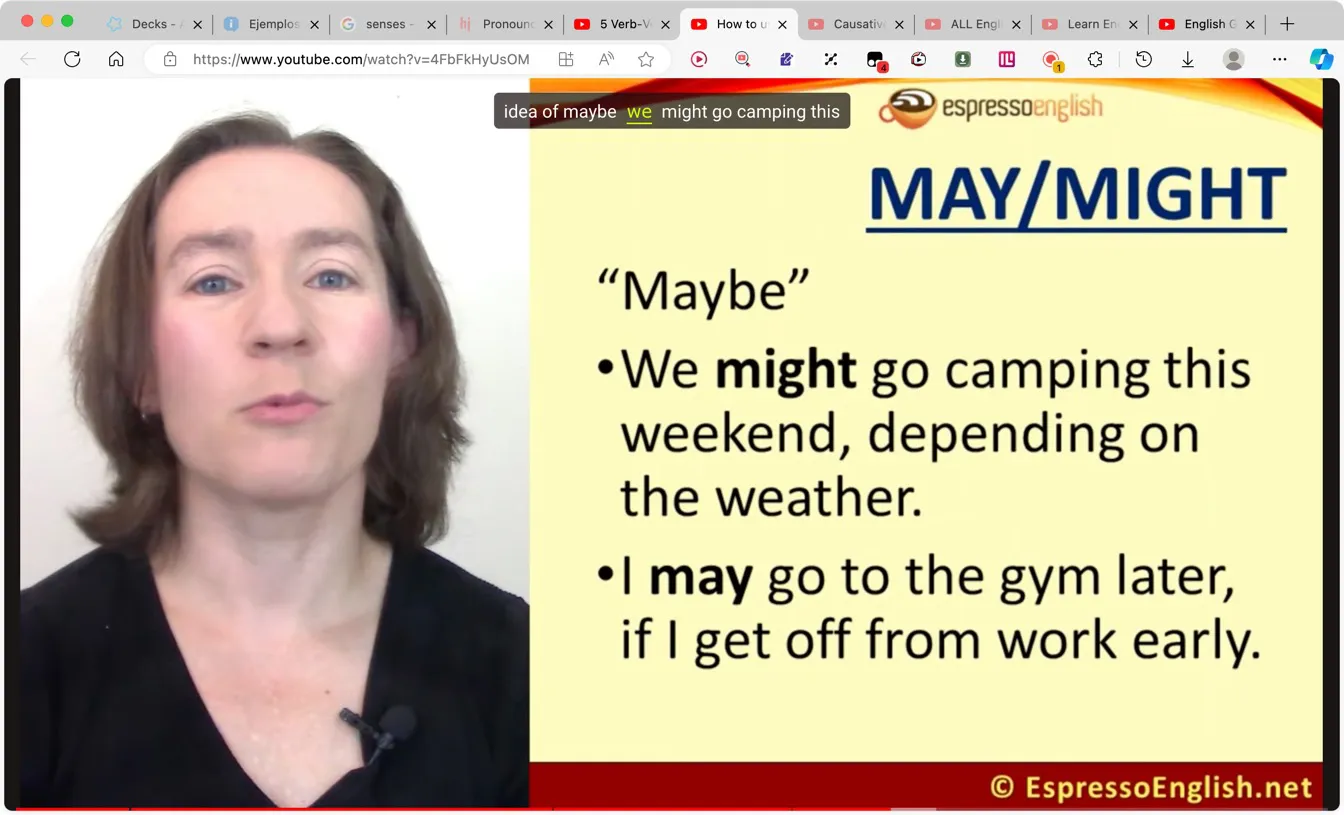 Decks -
Ejemplos
senses -
Pronounc
5 Verb-V
How to u
Causativ
ALL Engl
Learn En
English G
https://www.youtube.com/watch?v=4FbFkHyUsOM
4
1
idea of maybe we might go camping this
espressoenglish
MAY/MIGHT
“Maybe”
•We might go camping this
weekend, depending on
the weather.
•I may go to the gym later,
if I get off from work early.
© EspressoEnglish.net